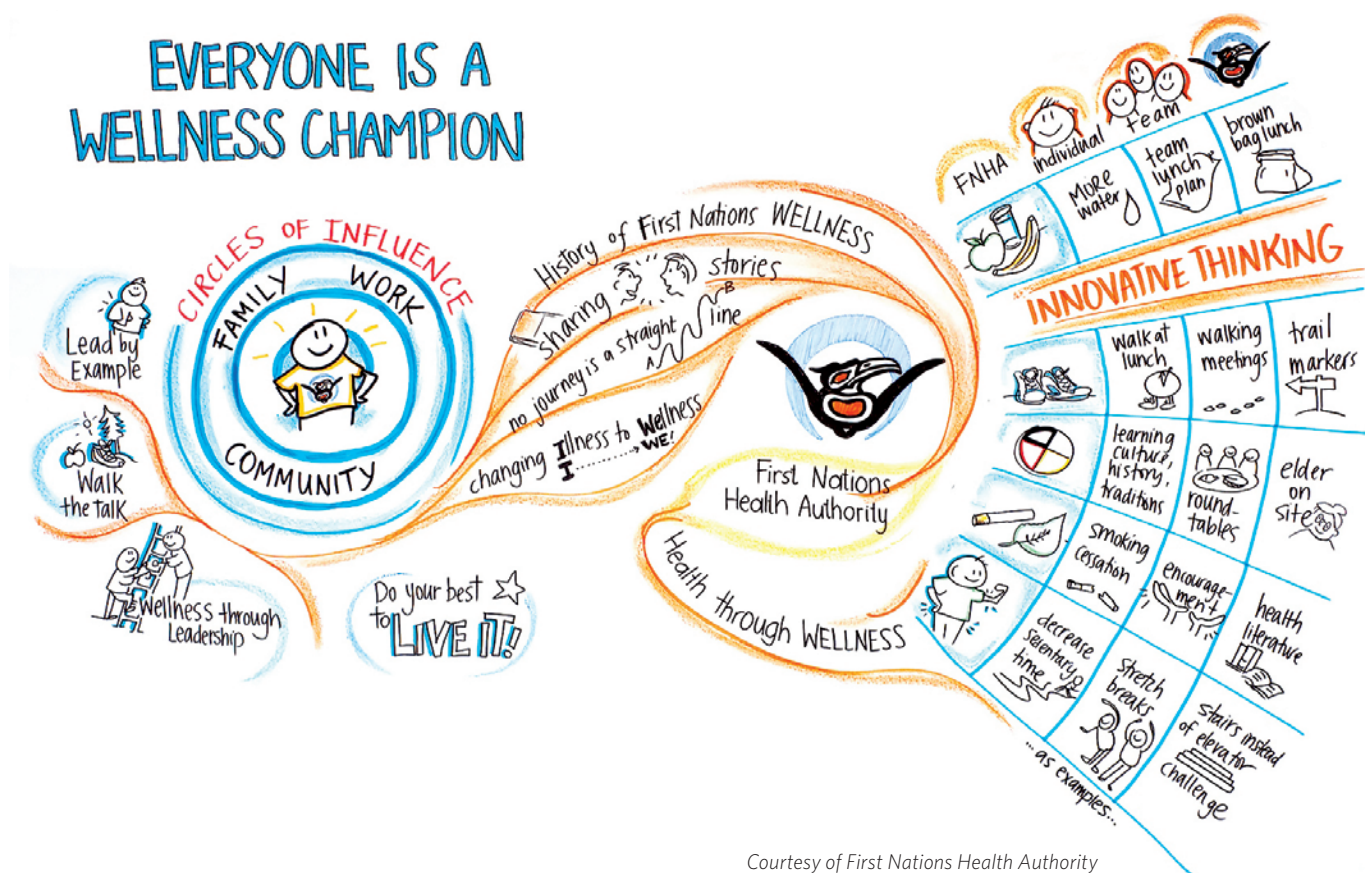 EVERYONE IS A
WELLNESS CHAMPION
CIRCLES OF INFLUENCE
FAMILY
WORK
COMMUNITY
Lead by
Example
Walk
the talk
Wellness through
Leadership
Do your best
to LIVE IT!
History of First Nations WELLNESS
sharing stories
no journey is a straight line
A
B
changing Illness to Wellness
I WE!
First Nations
Health Authority
Health through WELLNESS
FNHA
individual
team
More
water
team
lunch
plan
brown
bag lunch
INNOVATIVE THINKING
walk at
lunch
walking
meetings
trail
markers
learning
culture,
history,
traditions
round-
tables
elder
on
site
smoking
cessation
encourage-
ment
health
literature
decrease
sedentary
time
stretch
breaks
stairs instead
of elevator
challenge
...as examples...
Courtesy of First Nations Health Authority